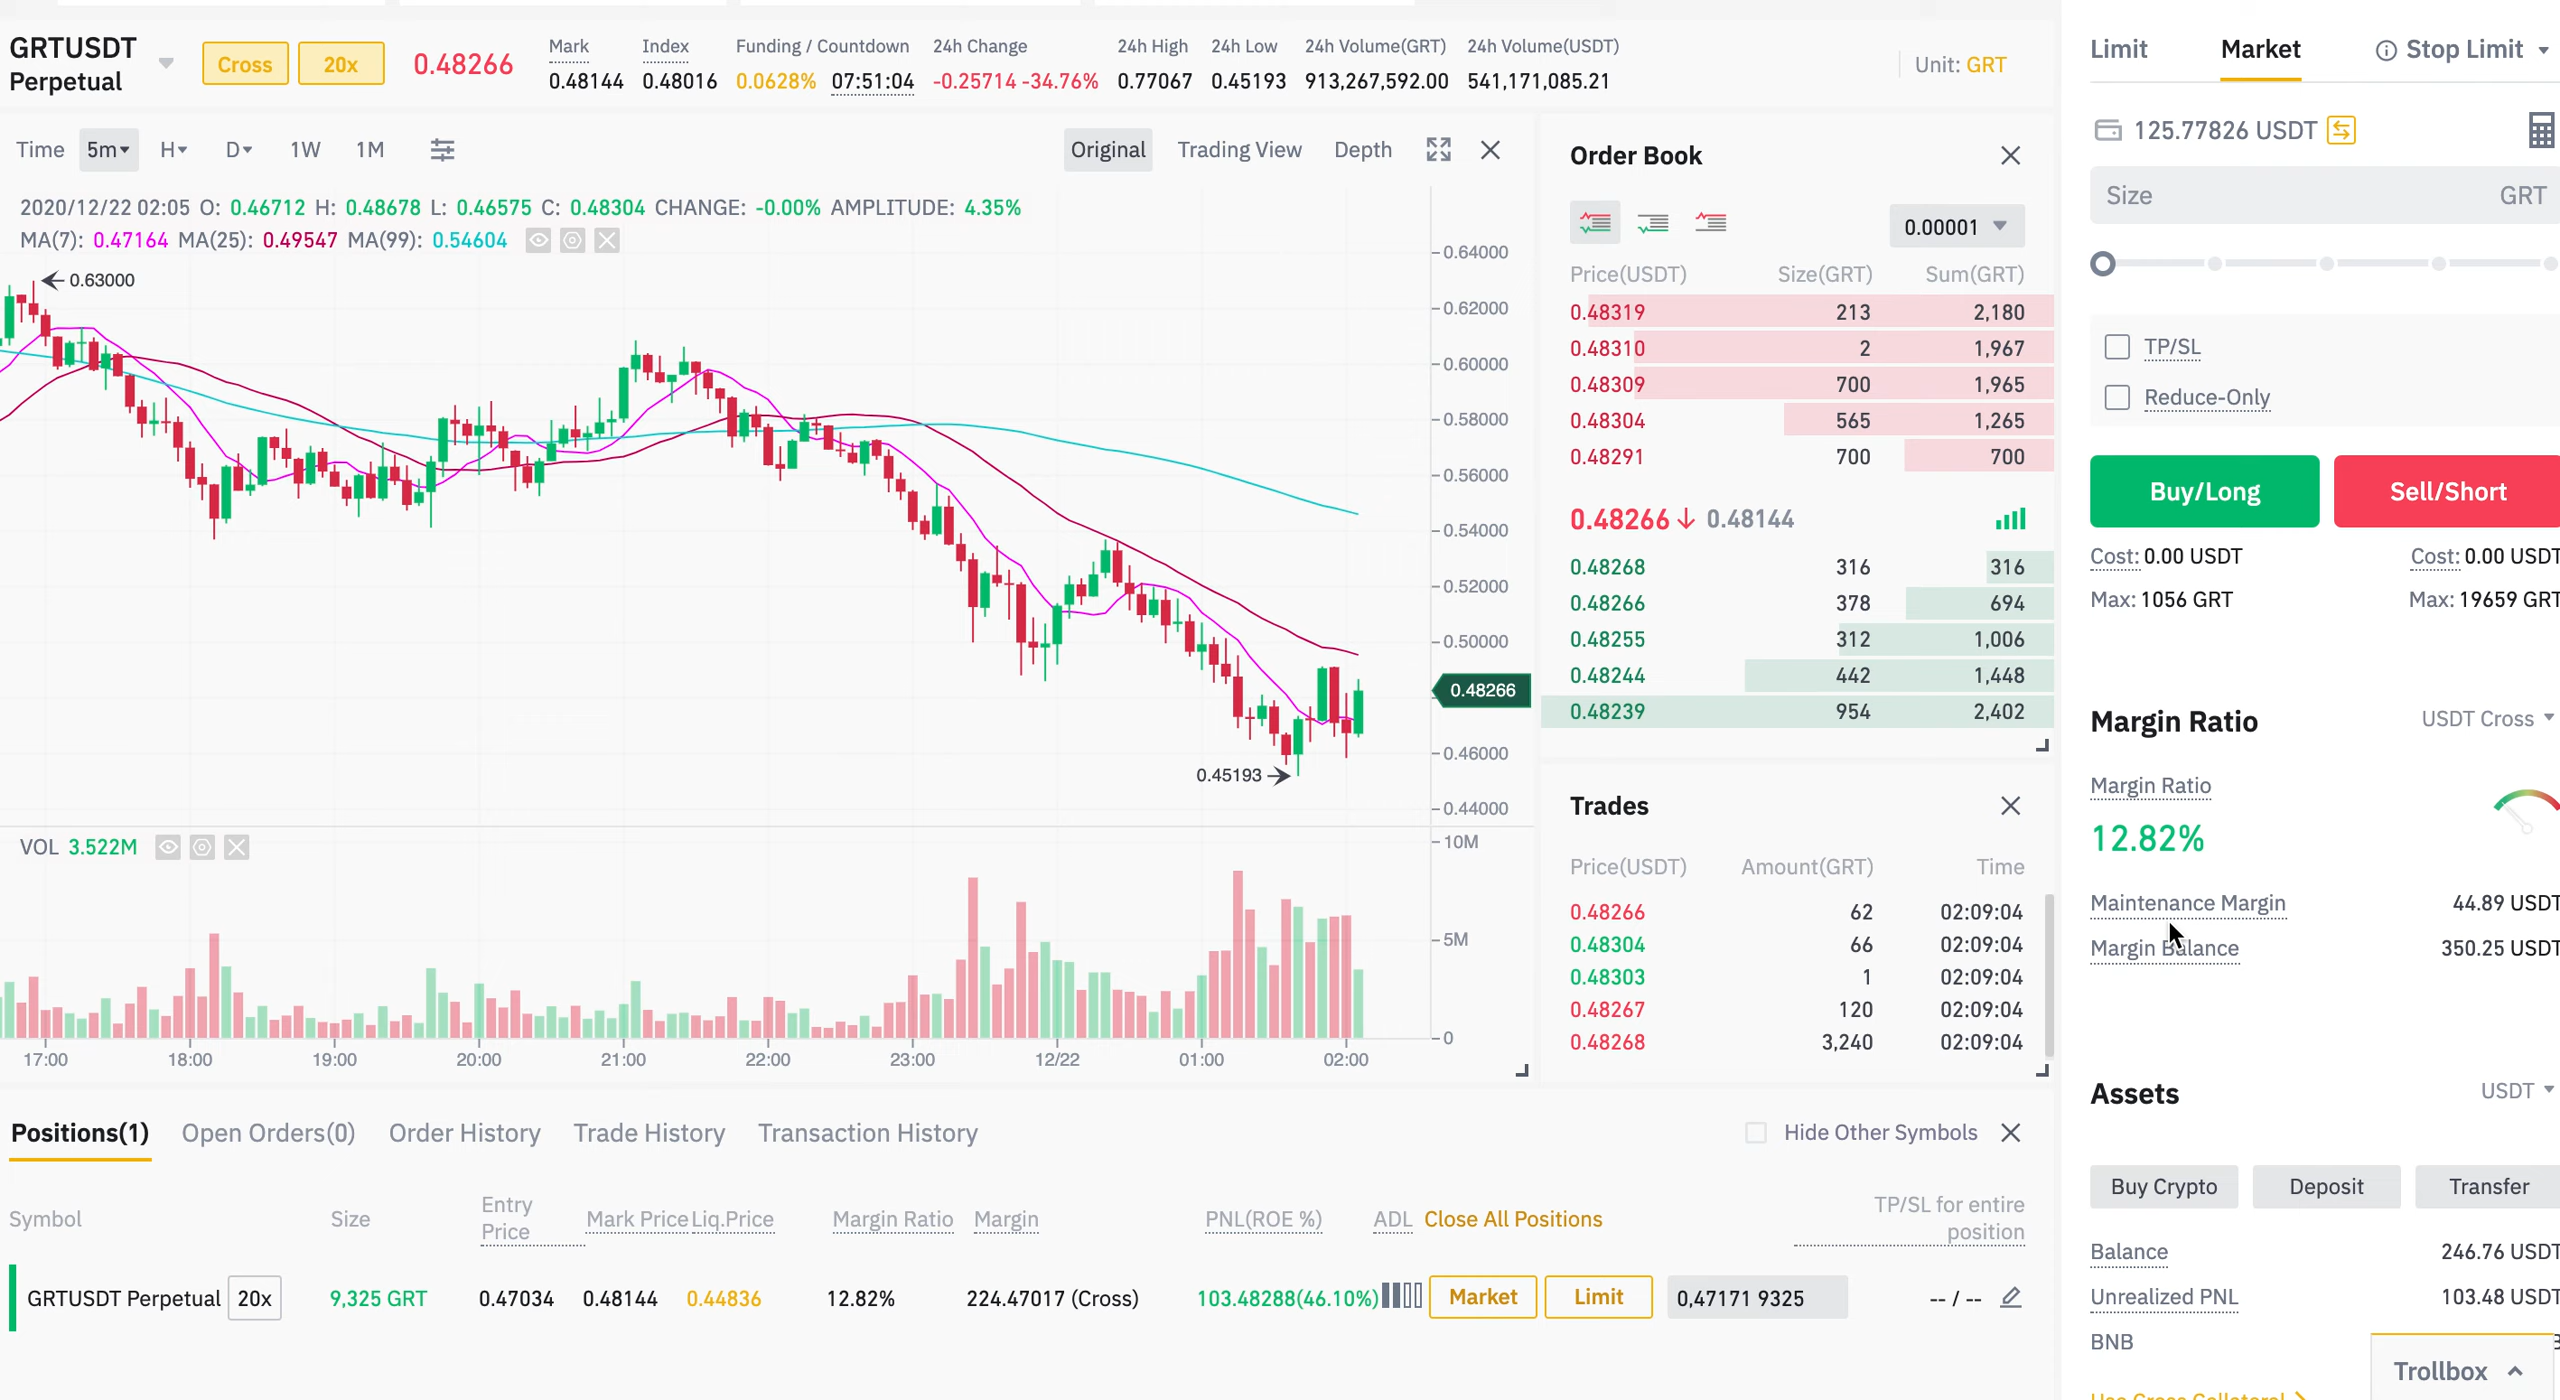 GRTUSDT
Perpetual
Cross
20x
0.48266
Mark
0.48144
Index
0.48016
Funding / Countdown
0.0628% 07:51:04
24h Change
-0.25714 -34.76%
24h High
0.77067
24h Low
0.45193
24h Volume(GRT)
913,267,592.00
24h Volume(USDT)
541,171,085.21
Unit: GRT
Time 5m H D 1W 1M
Original Trading View Depth
2020/12/22 02:05 O: 0.46712 H: 0.48678 L: 0.46575 C: 0.48304 CHANGE: -0.00% AMPLITUDE: 4.35%
MA(7): 0.47164 MA(25): 0.49547 MA(99): 0.54604
0.63000
0.45193
0.64000
0.62000
0.60000
0.58000
0.56000
0.54000
0.52000
0.50000
0.48266
0.46000
0.44000
VOL 3.522M
10M
5M
0
17:00 18:00 19:00 20:00 21:00 22:00 23:00 12/22 01:00 02:00
Order Book
0.00001
Price(USDT) Size(GRT) Sum(GRT)
0.48319 213 2,180
0.48310 2 1,967
0.48309 700 1,965
0.48304 565 1,265
0.48291 700 700
0.48266 0.48144
0.48268 316 316
0.48266 378 694
0.48255 312 1,006
0.48244 442 1,448
0.48239 954 2,402
Trades
Price(USDT) Amount(GRT) Time
0.48266 62 02:09:04
0.48304 66 02:09:04
0.48303 1 02:09:04
0.48267 120 02:09:04
0.48268 3,240 02:09:04
Limit Market Stop Limit
125.77826 USDT
Size GRT
TP/SL
Reduce-Only
Buy/Long Sell/Short
Cost: 0.00 USDT Cost: 0.00 USDT
Max: 1056 GRT Max: 19659 GRT
Margin Ratio USDT Cross
Margin Ratio
12.82%
Maintenance Margin 44.89 USDT
Margin Balance 350.25 USDT
Assets USDT
Buy Crypto Deposit Transfer
Balance 246.76 USDT
Unrealized PNL 103.48 USDT
BNB
Trollbox
Positions(1) Open Orders(0) Order History Trade History Transaction History
Hide Other Symbols
Symbol Size Entry Price Mark Price Liq.Price Margin Ratio Margin PNL(ROE %) ADL Close All Positions TP/SL for entire position
GRTUSDT Perpetual 20x 9,325 GRT 0.47034 0.48144 0.44836 12.82% 224.47017 (Cross) 103.48288(46.10%) Market Limit 0,47171 9325 -- / --